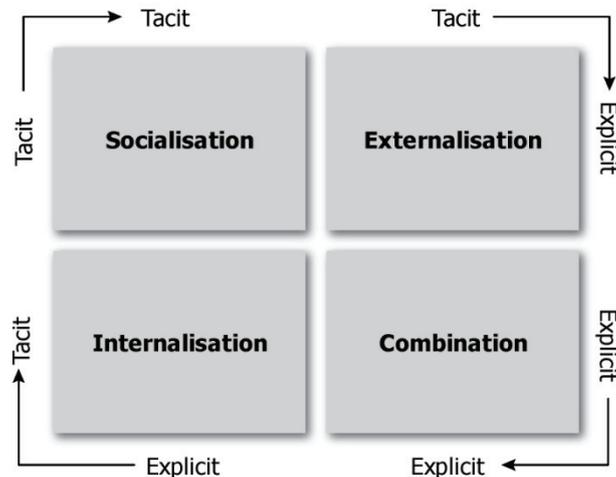 Tacit
Tacit
Tacit
Socialisation
Externalisation
Explicit
Tacit
Internalisation
Combination
Explicit
Explicit
Explicit